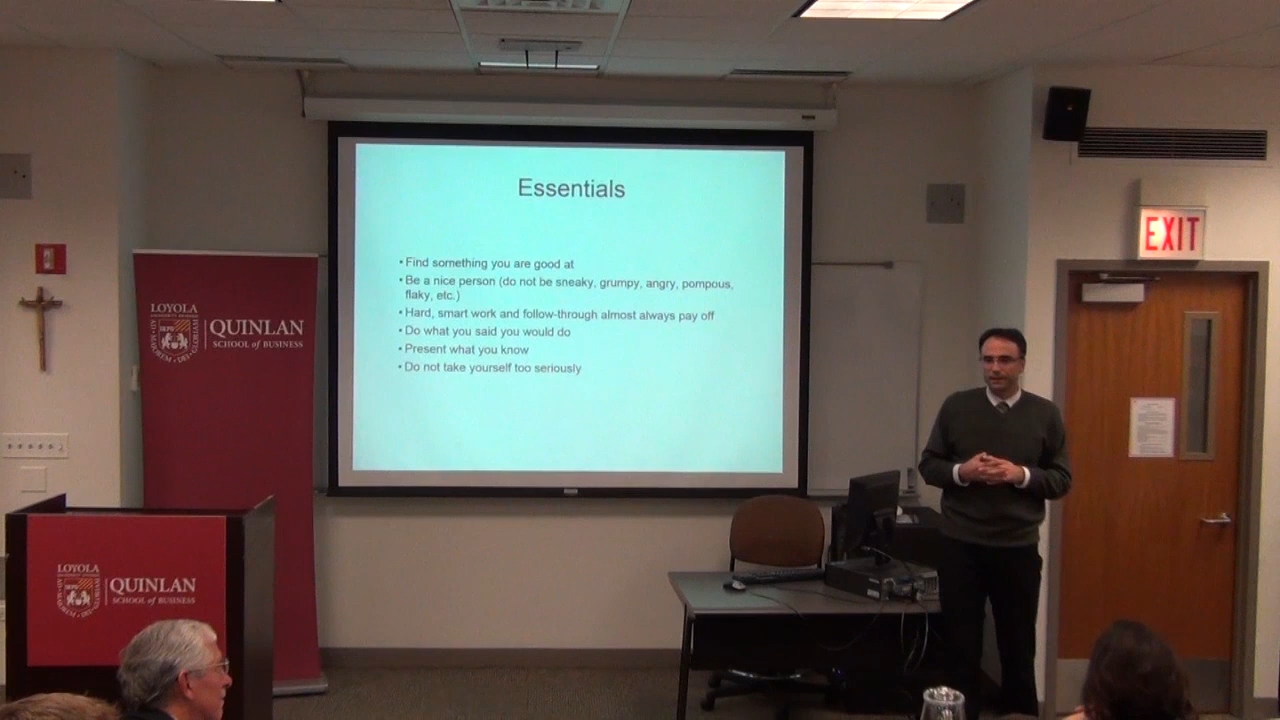 Essentials
• Find something you are good at
• Be a nice person (do not be sneaky, grumpy, angry, pompous,
flaky, etc.)
• Hard, smart work and follow-through almost always pay off
• Do what you said you would do
• Present what you know
• Do not take yourself too seriously
LOYOLA
1870
QUINLAN
SCHOOL of BUSINESS
EXIT
LOYOLA
QUINLAN
SCHOOL of BUSINESS